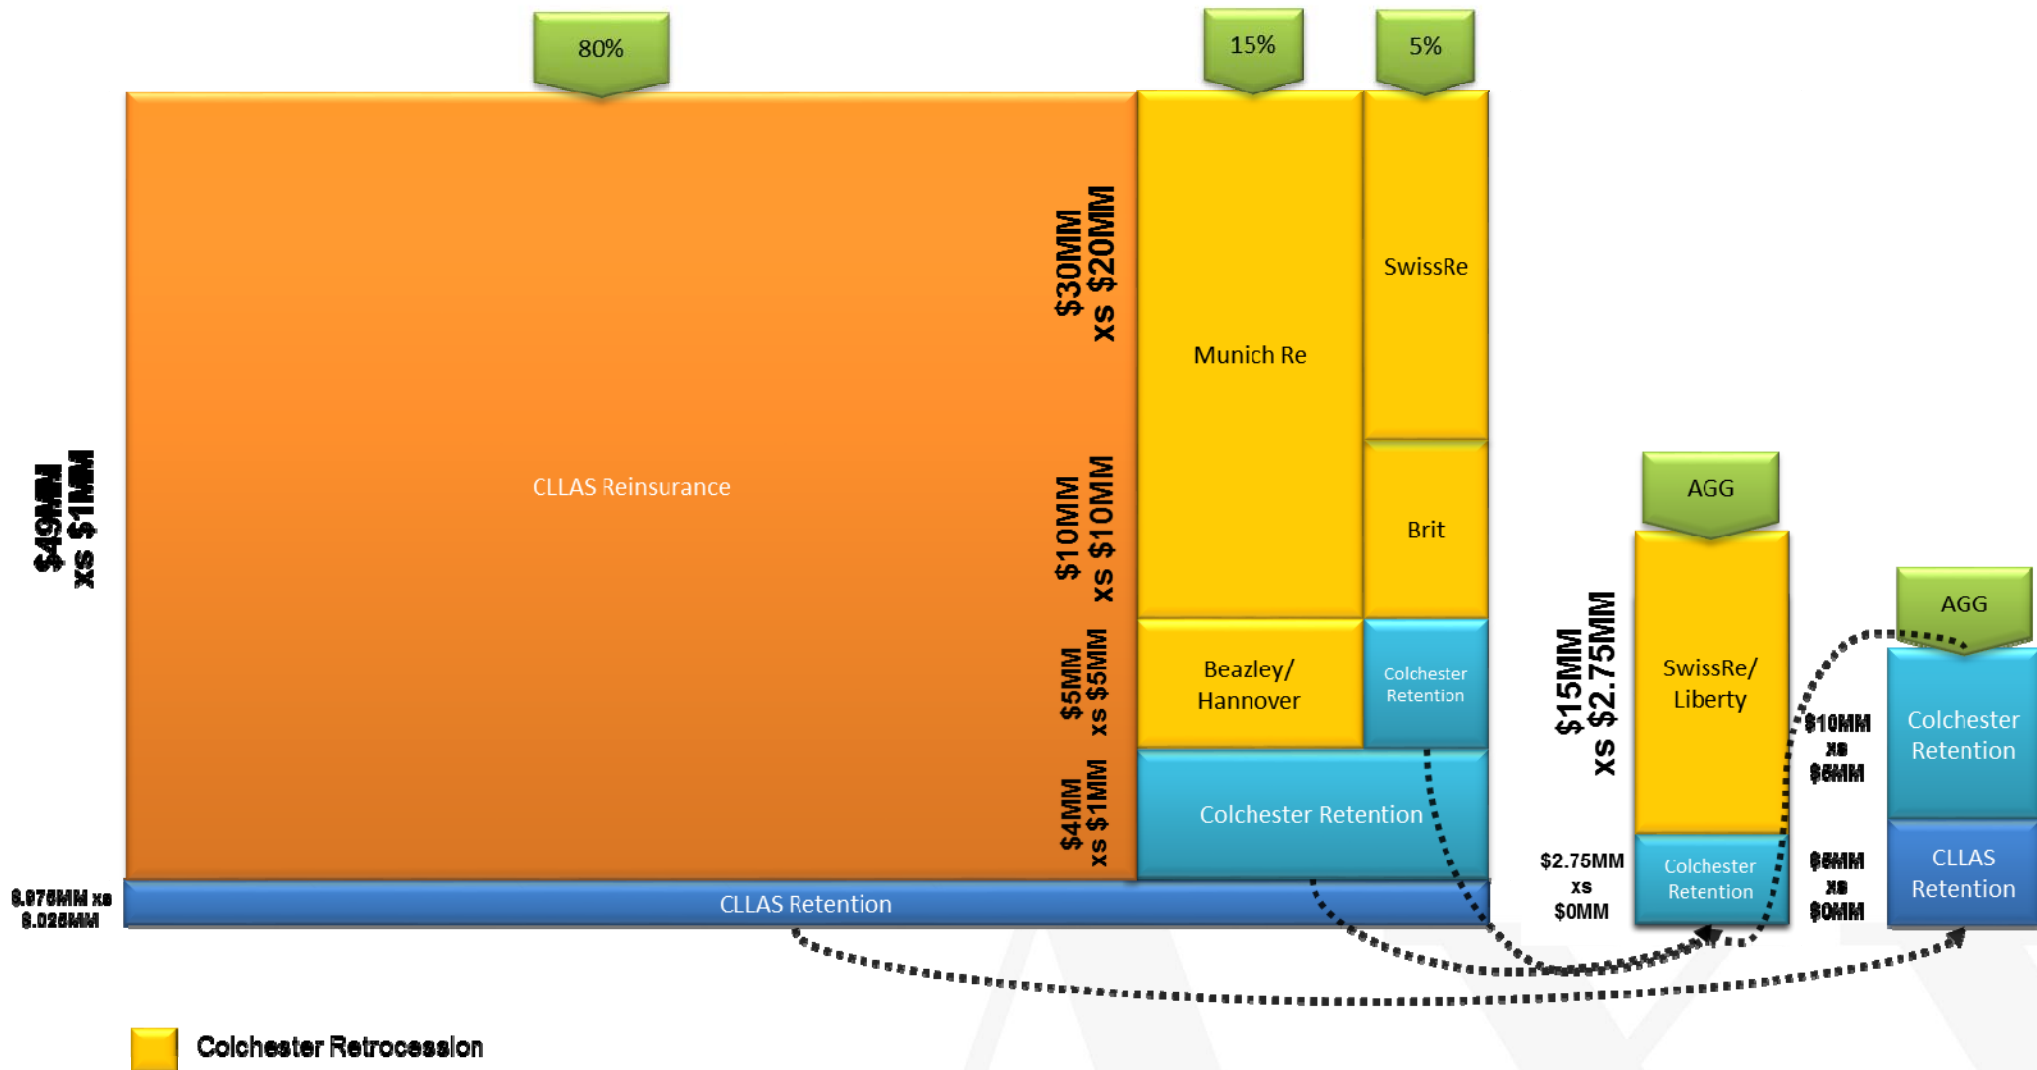 80%
15%
5%
$49MM
xs $1MM
CLLAS Reinsurance
$30MM
xs $20MM
$10MM
xs $10MM
$5MM
xs $5MM
$4MM
xs $1MM
Munich Re
SwissRe
Brit
Beazley/
Hannover
Colchester
Retention
Colchester Retention
$.975MM xs
$.025MM
CLLAS Retention
AGG
$15MM
xs $2.75MM
SwissRe/
Liberty
$2.75MM
xs
$0MM
Colchester
Retention
AGG
$10MM
xs
$5MM
Colchester
Retention
$5MM
xs
$0MM
CLLAS
Retention
Colchester Retrocession